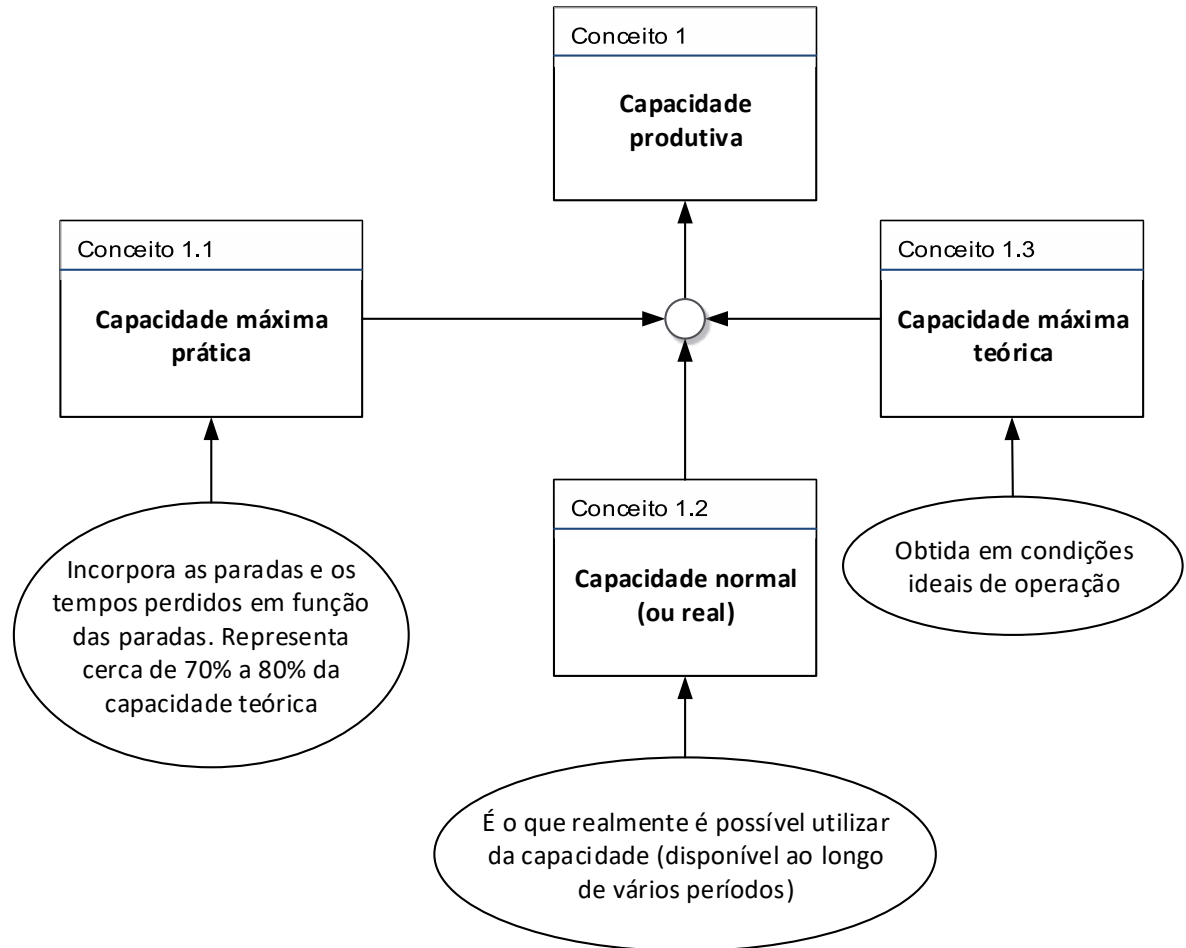 Conceito 1
Capacidade
produtiva
Conceito 1.1
Capacidade máxima
prática
Conceito 1.3
Capacidade máxima
teórica
Conceito 1.2
Capacidade normal
(ou real)
Incorpora as paradas e os
tempos perdidos em função
das paradas. Representa
cerca de 70% a 80% da
capacidade teórica
Obtida em condições
ideais de operação
É o que realmente é possível utilizar
da capacidade (disponível ao longo
de vários períodos)